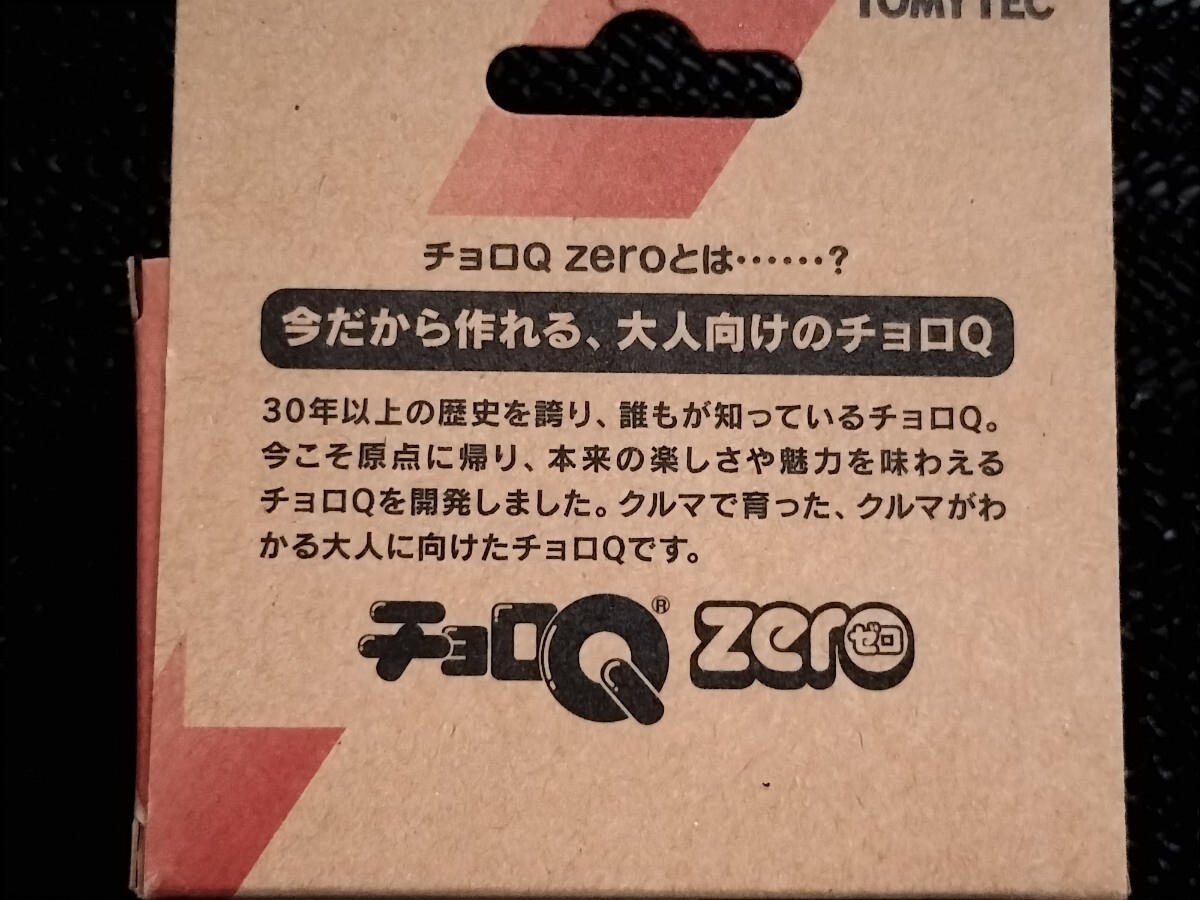 TOMYTEC
チョロQ zeroとは……?
今だから作れる、大人向けのチョロQ
30年以上の歴史を誇り、誰もが知っているチョロQ。
今こそ原点に帰り、本来の楽しさや魅力を味わえる
チョロQを開発しました。クルマで育った、クルマがわ
かる大人に向けたチョロQです。
チョロQ® zeroゼロ